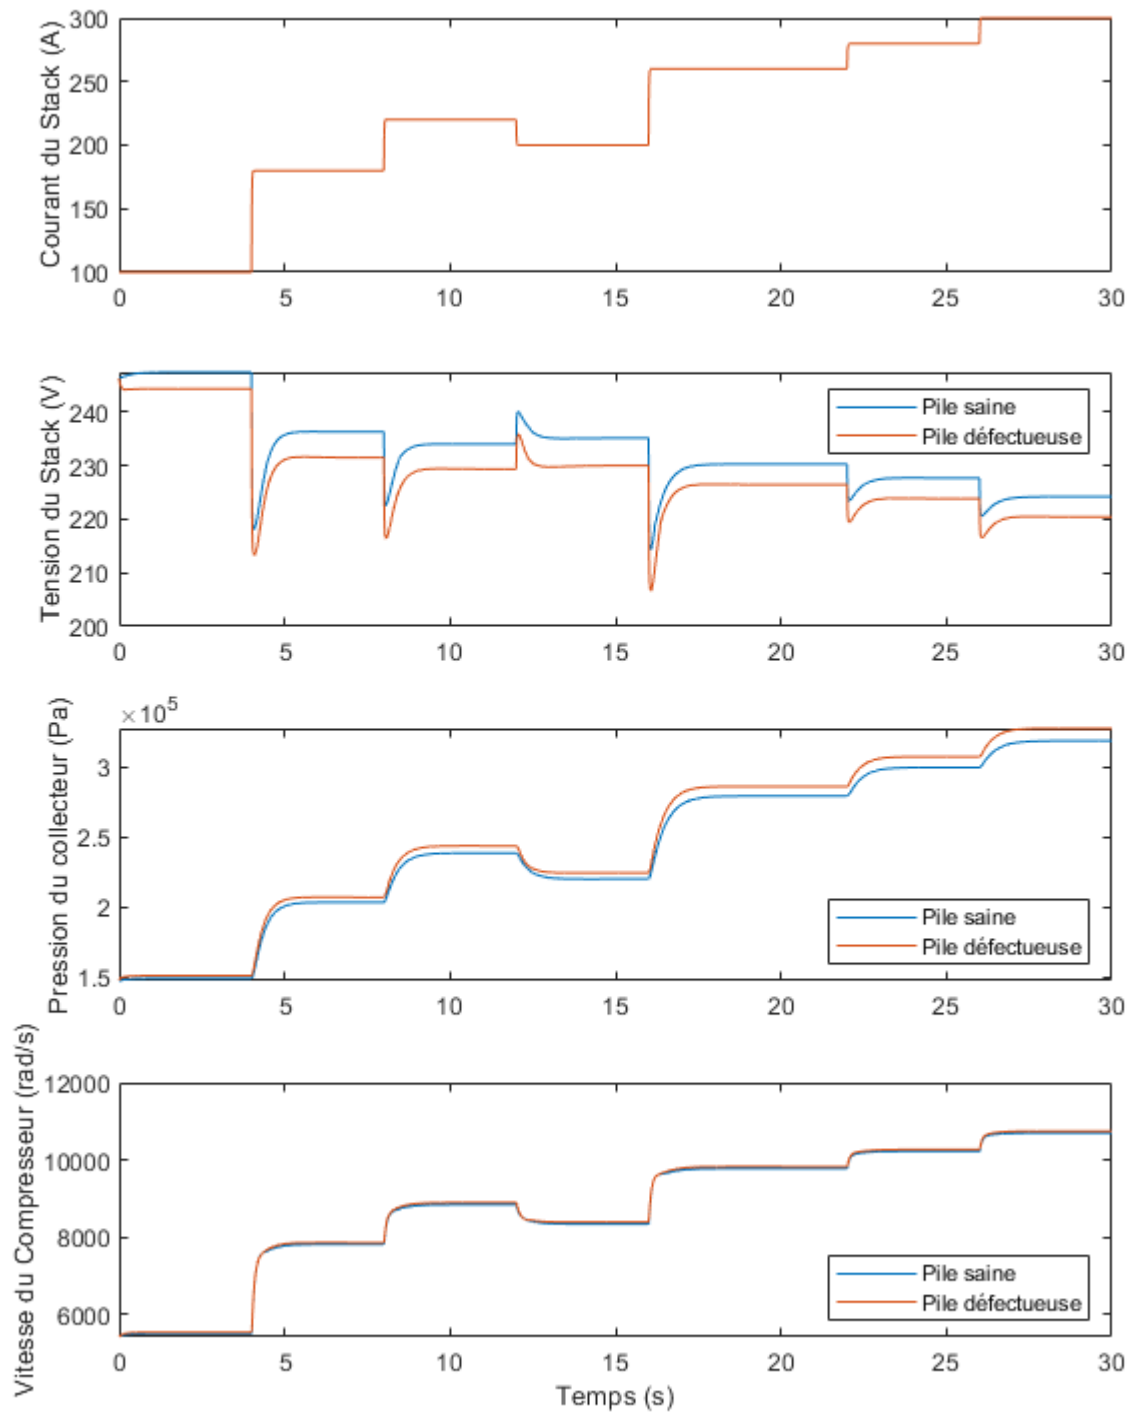 Courant du Stack (A)
300
250
200
150
100
0 5 10 15 20 25 30
Tension du Stack (V)
240
230
220
210
200
Pile saine
Pile défectueuse
0 5 10 15 20 25 30
Pression du collecteur (Pa)
×10⁵
3
2.5
2
1.5
Pile saine
Pile défectueuse
0 5 10 15 20 25 30
Vitesse du Compresseur (rad/s)
12000
10000
8000
6000
Pile saine
Pile défectueuse
0 5 10 15 20 25 30
Temps (s)